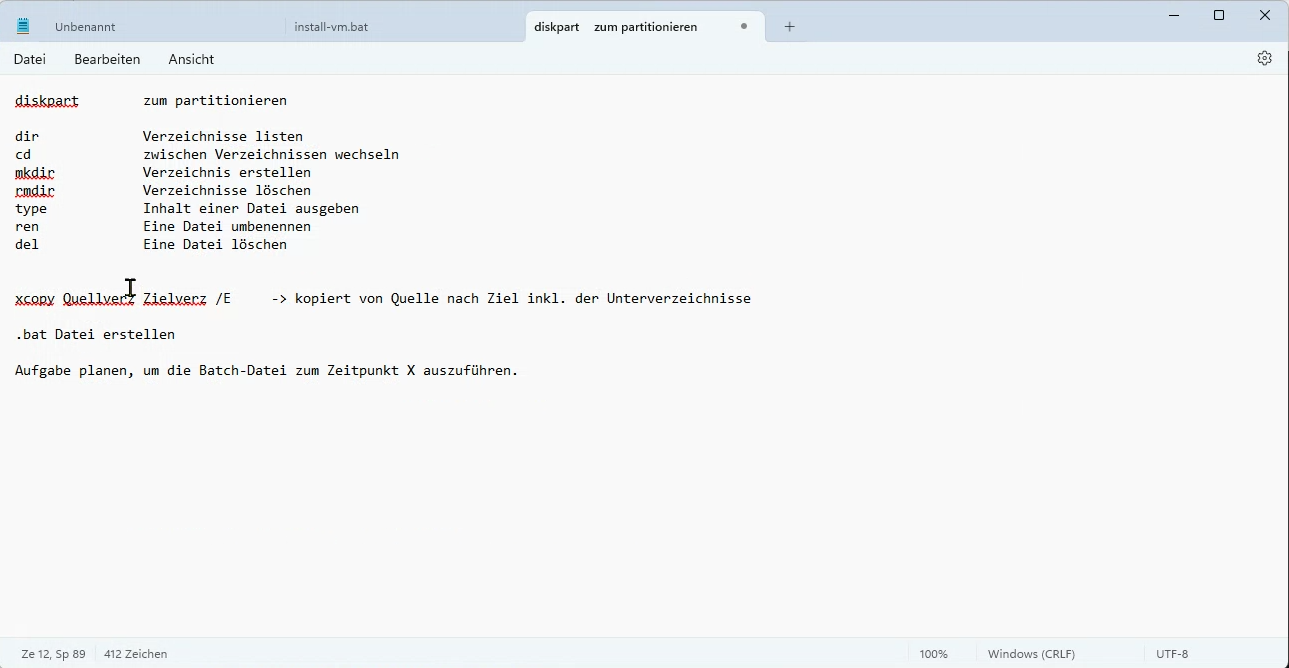 Unbenannt install-vm.bat diskpart zum partitionieren
Datei Bearbeiten Ansicht
diskpart zum partitionieren
dir Verzeichnisse listen
cd zwischen Verzeichnissen wechseln
mkdir Verzeichnis erstellen
rmdir Verzeichnisse löschen
type Inhalt einer Datei ausgeben
ren Eine Datei umbenennen
del Eine Datei löschen
xcopy Quellverz Zielverz /E -> kopiert von Quelle nach Ziel inkl. der Unterverzeichnisse
.bat Datei erstellen
Aufgabe planen, um die Batch-Datei zum Zeitpunkt X auszuführen.
Ze 12, Sp 89 412 Zeichen 100% Windows (CRLF) UTF-8